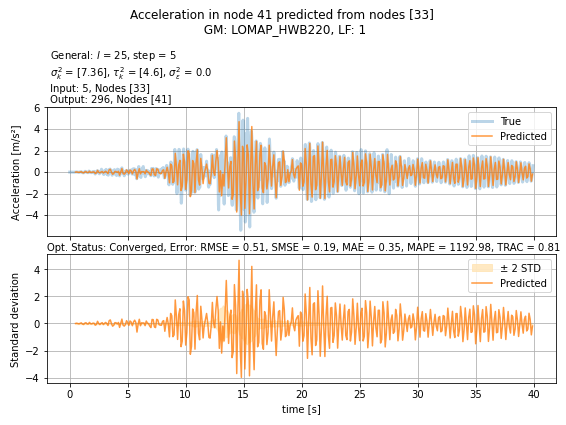 Acceleration in node 41 predicted from nodes [33]
GM: LOMAP_HWB220, LF: 1
General: l = 25, step = 5
σ²ₖ = [7.36], τ²ₖ = [4.6], σ²ε = 0.0
Input: 5, Nodes [33]
Output: 296, Nodes [41]
Acceleration [m/s²]
6
4
2
0
−2
−4
True
Predicted
Opt. Status: Converged, Error: RMSE = 0.51, SMSE = 0.19, MAE = 0.35, MAPE = 1192.98, TRAC = 0.81
Standard deviation
4
2
0
−2
−4
± 2 STD
Predicted
0 5 10 15 20 25 30 35 40
time [s]